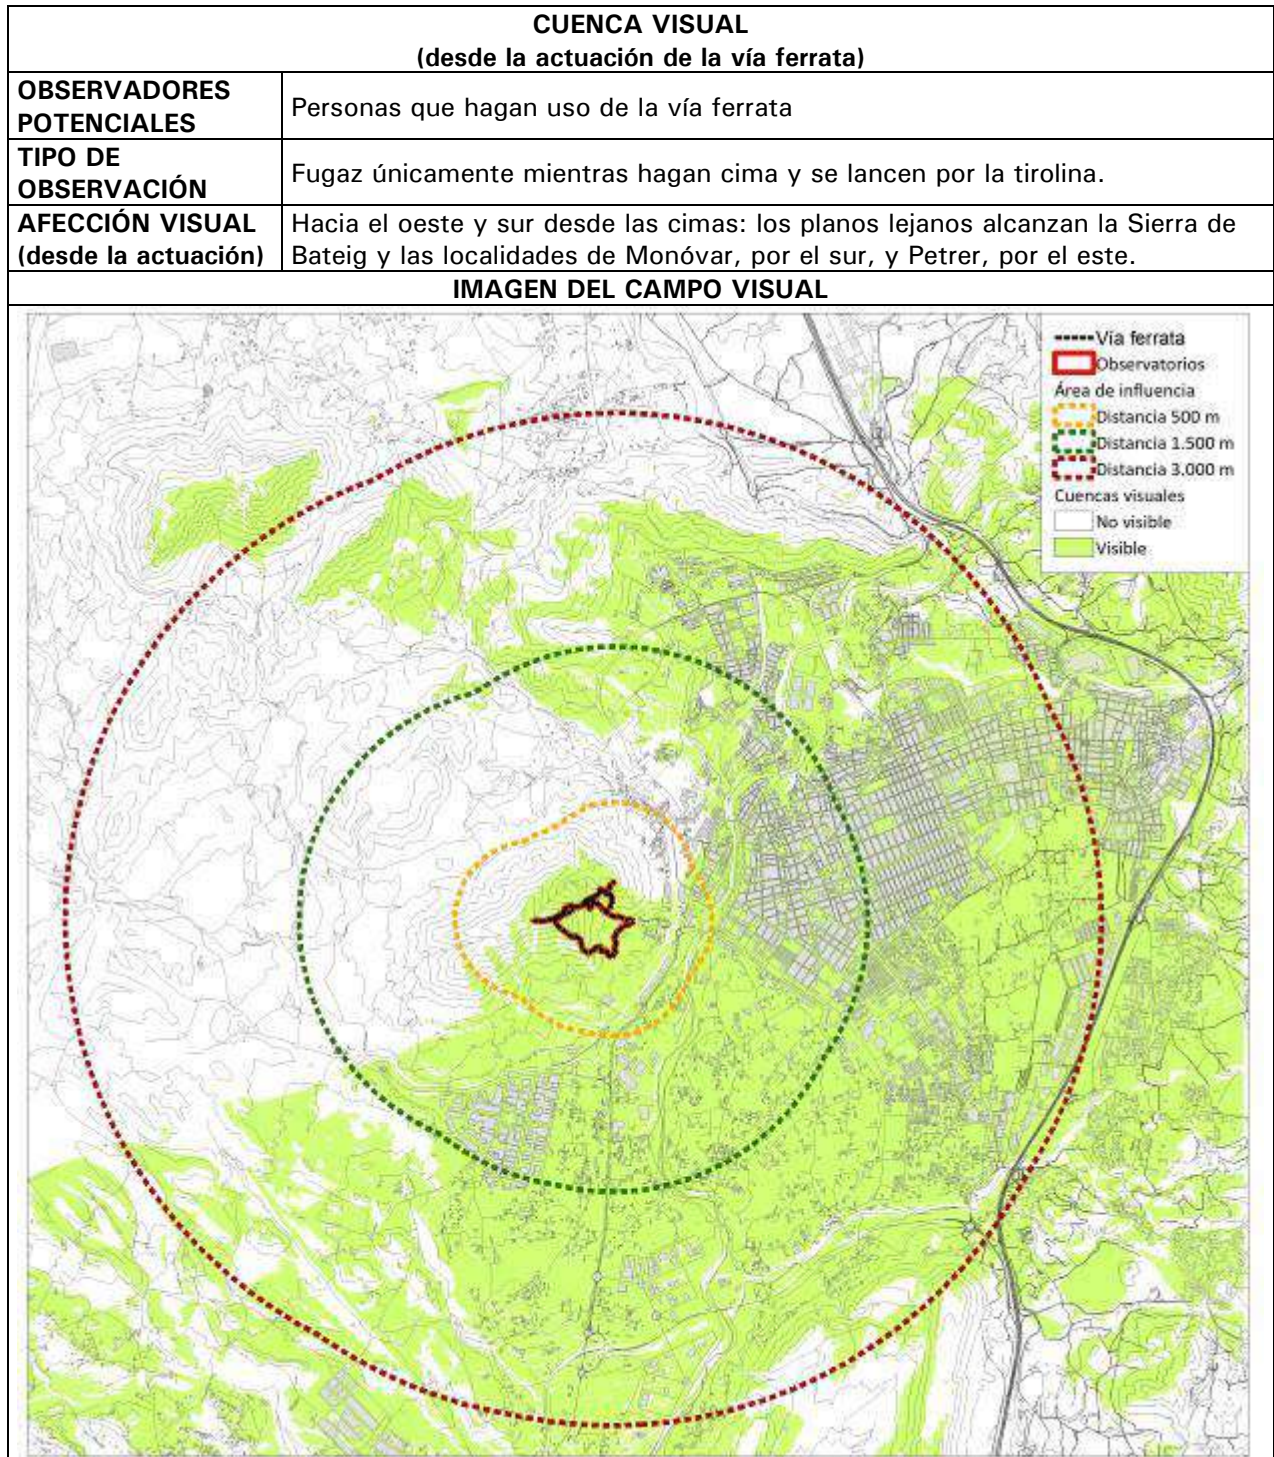 CUENCA VISUAL
(desde la actuación de la vía ferrata)
OBSERVADORES
POTENCIALES
Personas que hagan uso de la vía ferrata
TIPO DE
OBSERVACIÓN
Fugaz únicamente mientras hagan cima y se lancen por la tirolina.
AFECCIÓN VISUAL
(desde la actuación)
Hacia el oeste y sur desde las cimas: los planos lejanos alcanzan la Sierra de
Bateig y las localidades de Monóvar, por el sur, y Petrer, por el este.
IMAGEN DEL CAMPO VISUAL
Vía ferrata
Observatorios
Área de influencia
Distancia 500 m
Distancia 1.500 m
Distancia 3.000 m
Cuencas visuales
No visible
Visible